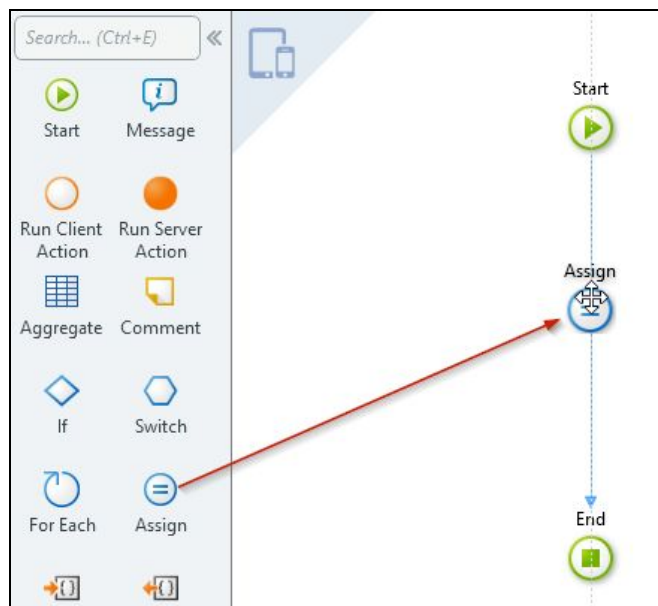 Search... (Ctrl+E)
Start
Message
Run Client
Action
Run Server
Action
Aggregate
Comment
If
Switch
For Each
Assign
Start
Assign
End